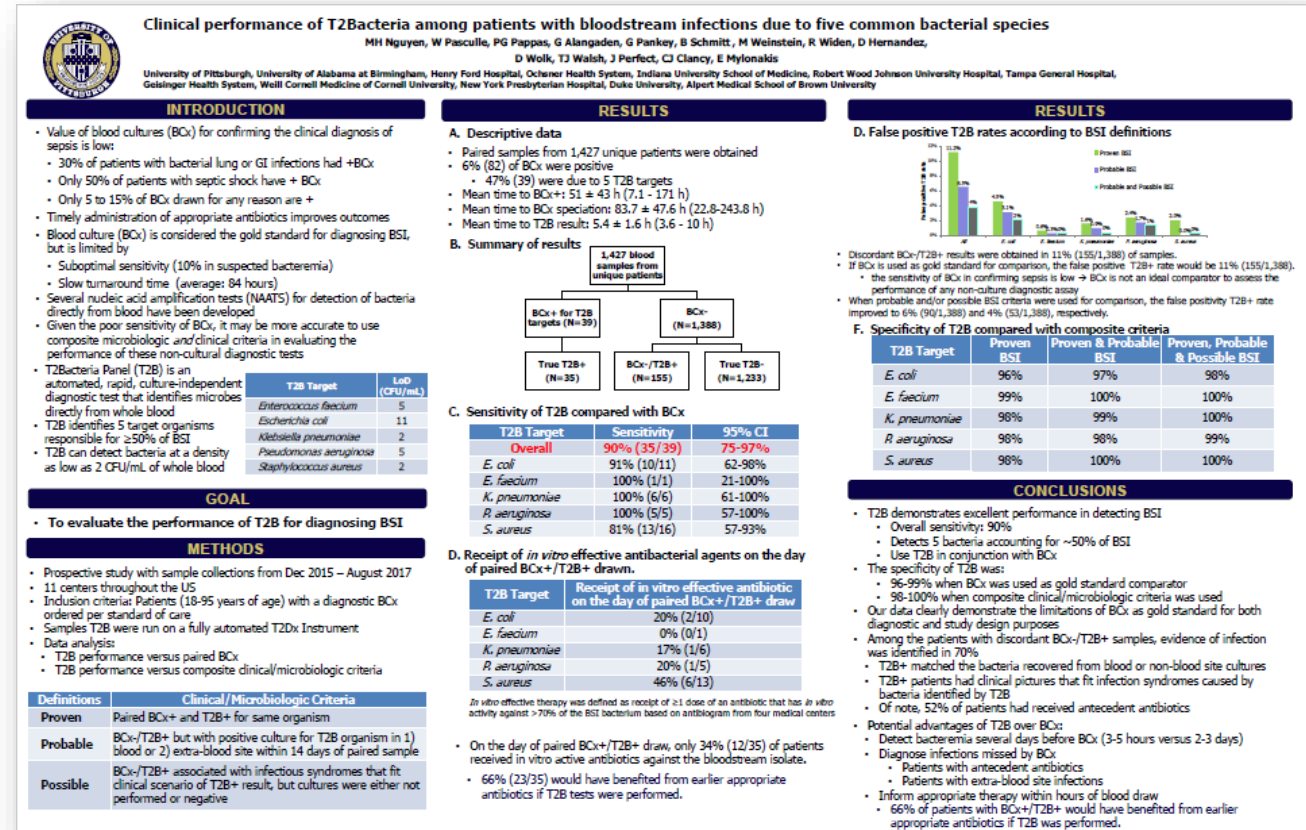 Clinical performance of T2Bacteria among patients with bloodstream infections due to five common bacterial species
MH Nguyen, W Pasculle, PG Pappas, G Alangaden, G Pankey, B Schmitt, M Weinstein, R Widen, D Hernandez,
D Wolk, TJ Walsh, J Perfect, CJ Clancy, E Mylonakis
University of Pittsburgh, University of Alabama at Birmingham, Henry Ford Hospital, Ochsner Health System, Indiana University School of Medicine, Robert Wood Johnson University Hospital, Tampa General Hospital,
Geisinger Health System, Weill Cornell Medicine of Cornell University, New York Presbyterian Hospital, Duke University, Alpert Medical School of Brown University
UNIVERSITY OF PITTSBURGH
INTRODUCTION
• Value of blood cultures (BCx) for confirming the clinical diagnosis of
sepsis is low:
• 30% of patients with bacterial lung or GI infections had +BCx
• Only 50% of patients with septic shock have + BCx
• Only 5 to 15% of BCx drawn for any reason are +
• Timely administration of appropriate antibiotics improves outcomes
• Blood culture (BCx) is considered the gold standard for diagnosing BSI,
but is limited by
• Suboptimal sensitivity (10% in suspected bacteremia)
• Slow turnaround time (average: 84 hours)
• Several nucleic acid amplification tests (NAATS) for detection of bacteria
directly from blood have been developed
• Given the poor sensitivity of BCx, it may be more accurate to use
composite microbiologic and clinical criteria in evaluating the
performance of these non-cultural diagnostic tests
• T2Bacteria Panel (T2B) is an
automated, rapid, culture-independent
diagnostic test that identifies microbes
directly from whole blood
• T2B identifies 5 target organisms
responsible for ≥50% of BSI
• T2B can detect bacteria at a density
as low as 2 CFU/mL of whole blood
T2B Target LoD (CFU/mL)
Enterococcus faecium 5
Escherichia coli 11
Klebsiella pneumoniae 2
Pseudomonas aeruginosa 5
Staphylococcus aureus 2
GOAL
• To evaluate the performance of T2B for diagnosing BSI
METHODS
• Prospective study with sample collections from Dec 2015 – August 2017
• 11 centers throughout the US
• Inclusion criteria: Patients (18-95 years of age) with a diagnostic BCx
ordered per standard of care
• Samples T2B were run on a fully automated T2Dx Instrument
• Data analysis:
• T2B performance versus paired BCx
• T2B performance versus composite clinical/microbiologic criteria
Definitions Clinical/Microbiologic Criteria
Proven Paired BCx+ and T2B+ for same organism
Probable BCx-/T2B+ but with positive culture for T2B organism in 1)
blood or 2) extra-blood site within 14 days of paired sample
Possible BCx-/T2B+ associated with infectious syndromes that fit
clinical scenario of T2B+ result, but cultures were either not
performed or negative
RESULTS
A. Descriptive data
• Paired samples from 1,427 unique patients were obtained
• 6% (82) of BCx were positive
• 47% (39) were due to 5 T2B targets
• Mean time to BCx+: 51 ± 43 h (7.1 - 171 h)
• Mean time to BCx speciation: 83.7 ± 47.6 h (22.8-243.8 h)
• Mean time to T2B result: 5.4 ± 1.6 h (3.6 - 10 h)
B. Summary of results
1,427 blood
samples from
unique patients
BCx+ for T2B
targets (N=39)
BCx-
(N=1,388)
True T2B+
(N=35)
BCx-/T2B+
(N=155)
True T2B-
(N=1,233)
C. Sensitivity of T2B compared with BCx
T2B Target Sensitivity 95% CI
Overall 90% (35/39) 75-97%
E. coli 91% (10/11) 62-98%
E. faecium 100% (1/1) 21-100%
K. pneumoniae 100% (6/6) 61-100%
P. aeruginosa 100% (5/5) 57-100%
S. aureus 81% (13/16) 57-93%
D. Receipt of in vitro effective antibacterial agents on the day
of paired BCx+/T2B+ drawn.
T2B Target Receipt of in vitro effective antibiotic
on the day of paired BCx+/T2B+ draw
E. coli 20% (2/10)
E. faecium 0% (0/1)
K. pneumoniae 17% (1/6)
P. aeruginosa 20% (1/5)
S. aureus 46% (6/13)
In vitro effective therapy was defined as receipt of ≥1 dose of an antibiotic that has in vitro
activity against >70% of the BSI bacterium based on antibiogram from four medical centers
• On the day of paired BCx+/T2B+ draw, only 34% (12/35) of patients
received in vitro active antibiotics against the bloodstream isolate.
• 66% (23/35) would have benefited from earlier appropriate
antibiotics if T2B tests were performed.
RESULTS
D. False positive T2B rates according to BSI definitions
Proven BSI
Probable BSI
Probable and Possible BSI
• Discordant BCx-/T2B+ results were obtained in 11% (155/1,388) of samples.
• If BCx is used as gold standard for comparison, the false positive T2B+ rate would be 11% (155/1,388).
• the sensitivity of BCx in confirming sepsis is low → BCx is not an ideal comparator to assess the
performance of any non-culture diagnostic assay
• When probable and/or possible BSI criteria were used for comparison, the false positivity T2B+ rate
improved to 6% (90/1,388) and 4% (53/1,388), respectively.
F. Specificity of T2B compared with composite criteria
T2B Target Proven BSI Proven & Probable BSI Proven, Probable & Possible BSI
E. coli 96% 97% 98%
E. faecium 99% 100% 100%
K. pneumoniae 98% 99% 100%
P. aeruginosa 98% 98% 99%
S. aureus 98% 100% 100%
CONCLUSIONS
• T2B demonstrates excellent performance in detecting BSI
• Overall sensitivity: 90%
• Detects 5 bacteria accounting for ~50% of BSI
• Use T2B in conjunction with BCx
• The specificity of T2B was:
• 96-99% when BCx was used as gold standard comparator
• 98-100% when composite clinical/microbiologic criteria was used
• Our data clearly demonstrate the limitations of BCx as gold standard for both
diagnostic and study design purposes
• Among the patients with discordant BCx-/T2B+ samples, evidence of infection
was identified in 70%
• T2B+ matched the bacteria recovered from blood or non-blood site cultures
• T2B+ patients had clinical pictures that fit infection syndromes caused by
bacteria identified by T2B
• Of note, 52% of patients had received antecedent antibiotics
• Potential advantages of T2B over BCx:
• Detect bacteremia several days before BCx (3-5 hours versus 2-3 days)
• Diagnose infections missed by BCx
• Patients with antecedent antibiotics
• Patients with extra-blood site infections
• Inform appropriate therapy within hours of blood draw
• 66% of patients with BCx+/T2B+ would have benefited from earlier
appropriate antibiotics if T2B was performed.